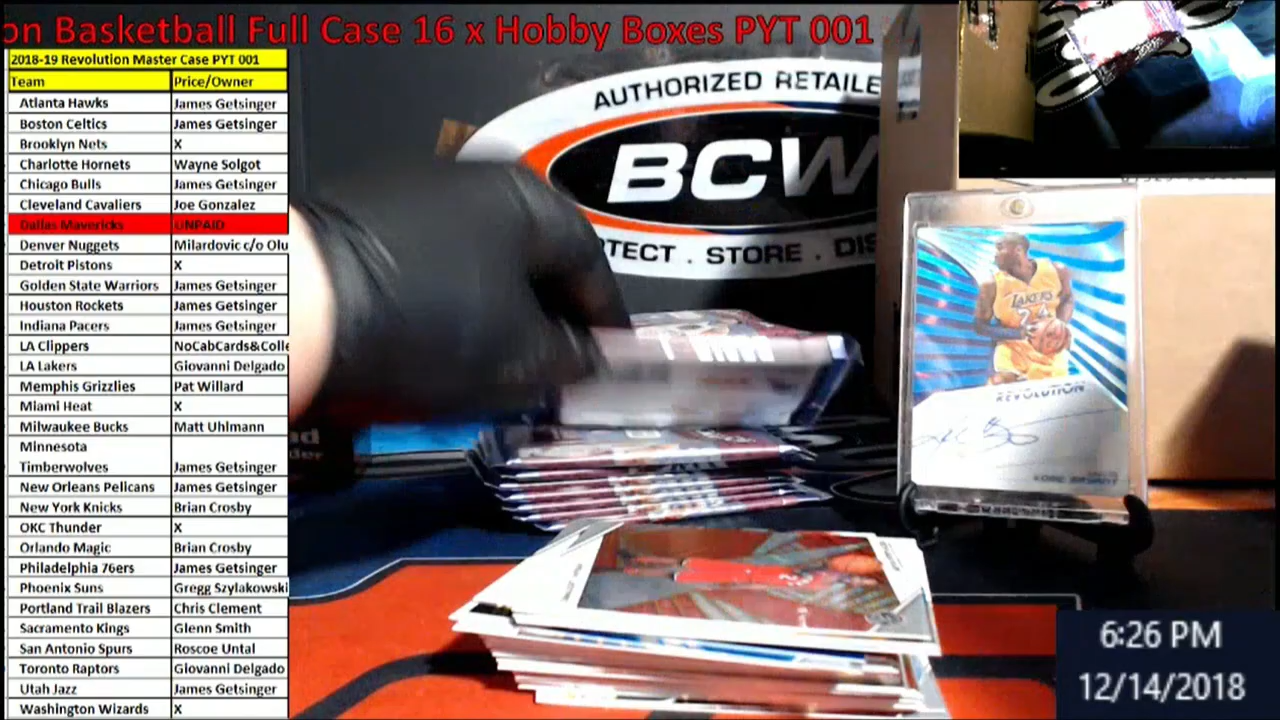 on Basketball Full Case 16 x Hobby Boxes PYT 001
2018-19 Revolution Master Case PYT 001
Team Price/Owner
Atlanta Hawks James Getsinger
Boston Celtics James Getsinger
Brooklyn Nets X
Charlotte Hornets Wayne Solgot
Chicago Bulls James Getsinger
Cleveland Cavaliers Joe Gonzalez
Dallas Mavericks UNPAID
Denver Nuggets Milardovic c/o Olu
Detroit Pistons X
Golden State Warriors James Getsinger
Houston Rockets James Getsinger
Indiana Pacers James Getsinger
LA Clippers NoCabCards&Colle
LA Lakers Giovanni Delgado
Memphis Grizzlies Pat Willard
Miami Heat X
Milwaukee Bucks Matt Uhlmann
Minnesota
Timberwolves James Getsinger
New Orleans Pelicans James Getsinger
New York Knicks Brian Crosby
OKC Thunder X
Orlando Magic Brian Crosby
Philadelphia 76ers James Getsinger
Phoenix Suns Gregg Szylakowski
Portland Trail Blazers Chris Clement
Sacramento Kings Glenn Smith
San Antonio Spurs Roscoe Untal
Toronto Raptors Giovanni Delgado
Utah Jazz James Getsinger
Washington Wizards X
AUTHORIZED RETAILE
BCW
OTECT . STORE . DIS
LAKERS
24
REVOLUTION
KOBE BRYANT
6:26 PM
12/14/2018